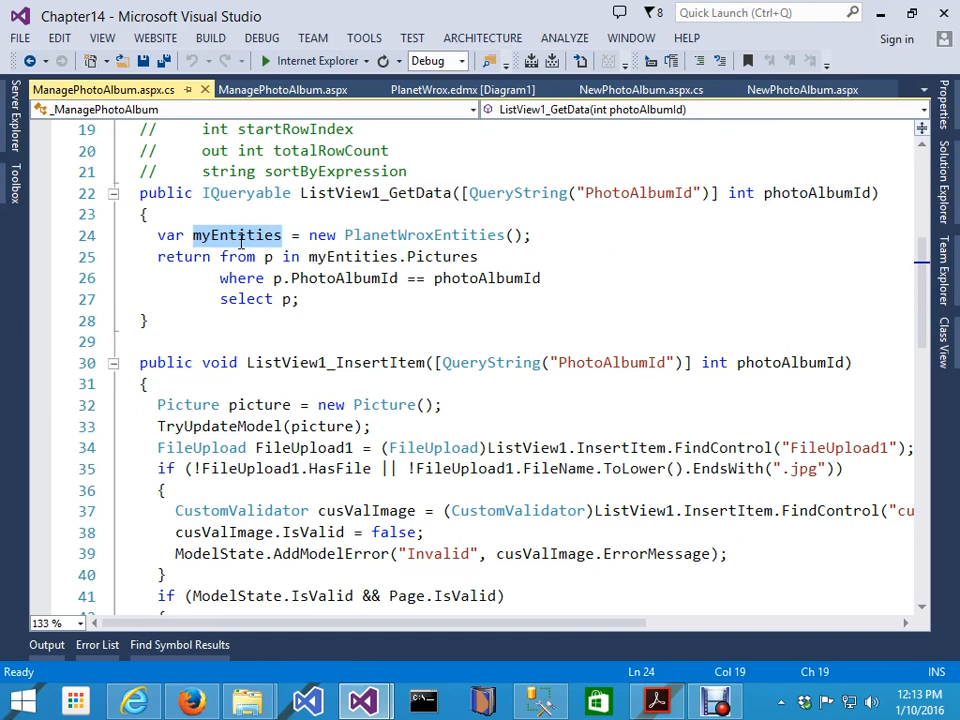 Chapter14 - Microsoft Visual Studio
8
Quick Launch (Ctrl+Q)
FILE EDIT VIEW WEBSITE BUILD DEBUG TEAM TOOLS TEST ARCHITECTURE ANALYZE WINDOW HELP
Sign in
Internet Explorer
Debug
ManagePhotoAlbum.aspx.cs
ManagePhotoAlbum.aspx
PlanetWrox.edmx [Diagram1]
NewPhotoAlbum.aspx.cs
NewPhotoAlbum.aspx
_ManagePhotoAlbum
ListView1_GetData(int photoAlbumId)
Server Explorer
Toolbox
Properties
Solution Explorer
Team Explorer
Class View
19 // int startRowIndex
20 // out int totalRowCount
21 // string sortByExpression
22 public IQueryable ListView1_GetData([QueryString("PhotoAlbumId")] int photoAlbumId)
23 {
24 var myEntities = new PlanetWroxEntities();
25 return from p in myEntities.Pictures
26 where p.PhotoAlbumId == photoAlbumId
27 select p;
28 }
29
30 public void ListView1_InsertItem([QueryString("PhotoAlbumId")] int photoAlbumId)
31 {
32 Picture picture = new Picture();
33 TryUpdateModel(picture);
34 FileUpload FileUpload1 = (FileUpload)ListView1.InsertItem.FindControl("FileUpload1");
35 if (!FileUpload1.HasFile || !FileUpload1.FileName.ToLower().EndsWith(".jpg"))
36 {
37 CustomValidator cusValImage = (CustomValidator)ListView1.InsertItem.FindControl("cu
38 cusValImage.IsValid = false;
39 ModelState.AddModelError("Invalid", cusValImage.ErrorMessage);
40 }
41 if (ModelState.IsValid && Page.IsValid)
133 %
Output Error List Find Symbol Results
Ready
Ln 24
Col 19
Ch 19
INS
12:13 PM
1/10/2016